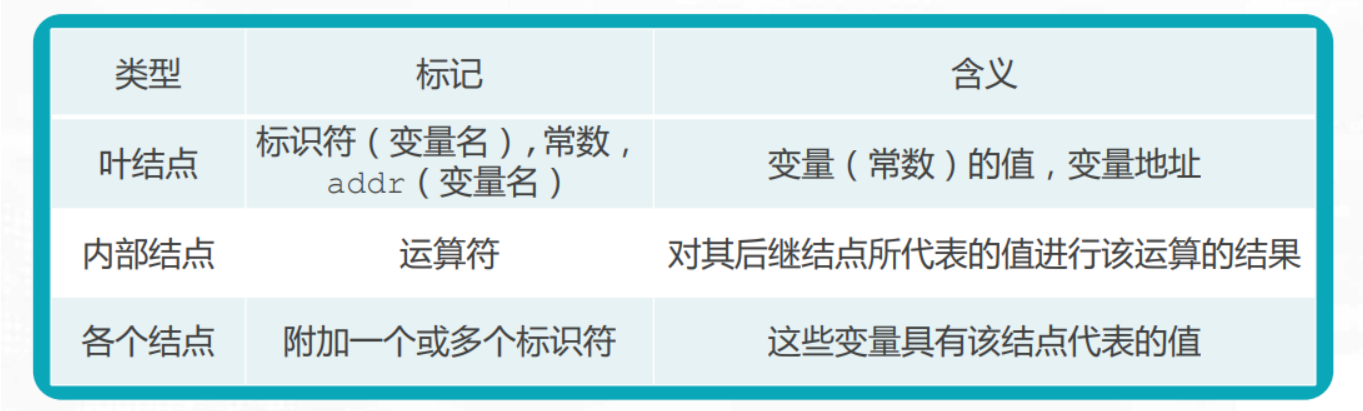 类型 标记 含义
叶结点 标识符（变量名）,常数，
addr（变量名） 变量（常数）的值，变量地址
内部结点 运算符 对其后继结点所代表的值进行该运算的结果
各个结点 附加一个或多个标识符 这些变量具有该结点代表的值